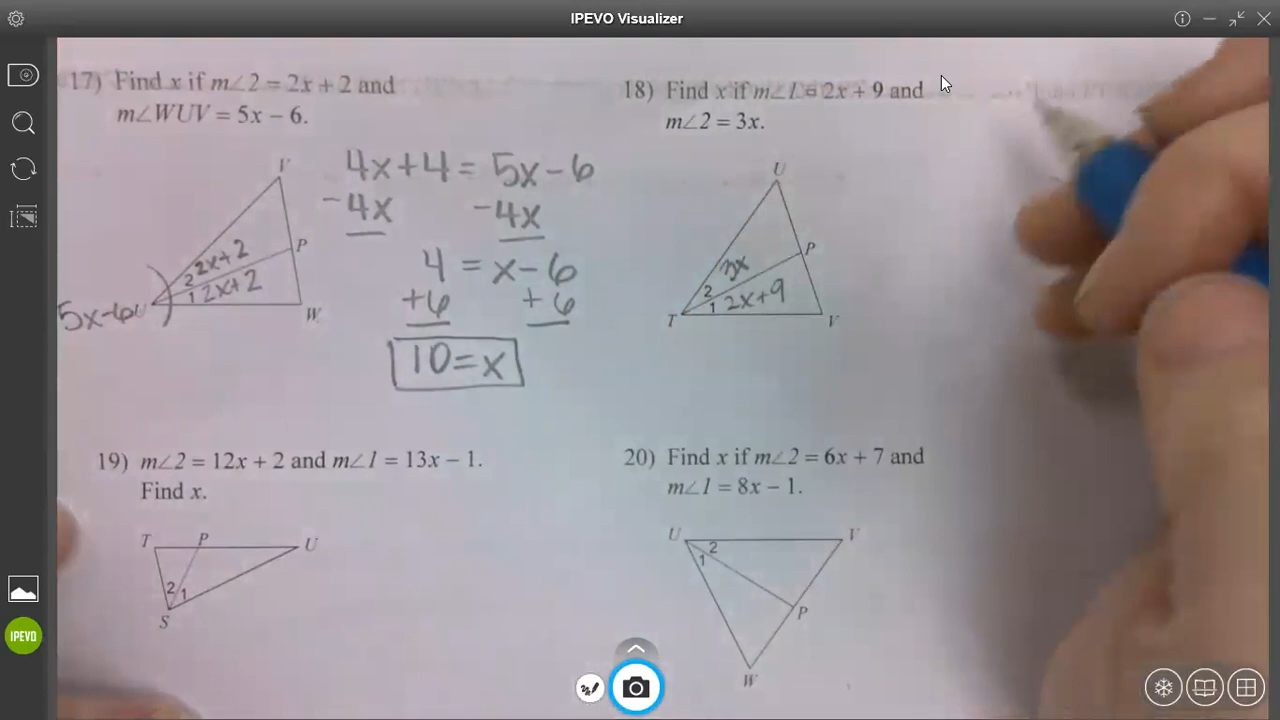 IPEVO Visualizer
17) Find x if m∠2 = 2x + 2 and
m∠WUV = 5x − 6.
4x+4 = 5x−6
−4x −4x
4 = x−6
+6 +6
10=x
V
P
W
2 2x+2
1 2x+2
5x−6
18) Find x if m∠1 = 2x + 9 and
m∠2 = 3x.
U
P
T
V
3x
2
1 2x+9
19) m∠2 = 12x + 2 and m∠1 = 13x − 1.
Find x.
T P U
2 1
S
20) Find x if m∠2 = 6x + 7 and
m∠1 = 8x − 1.
U V
2
1
P
W
IPEVO